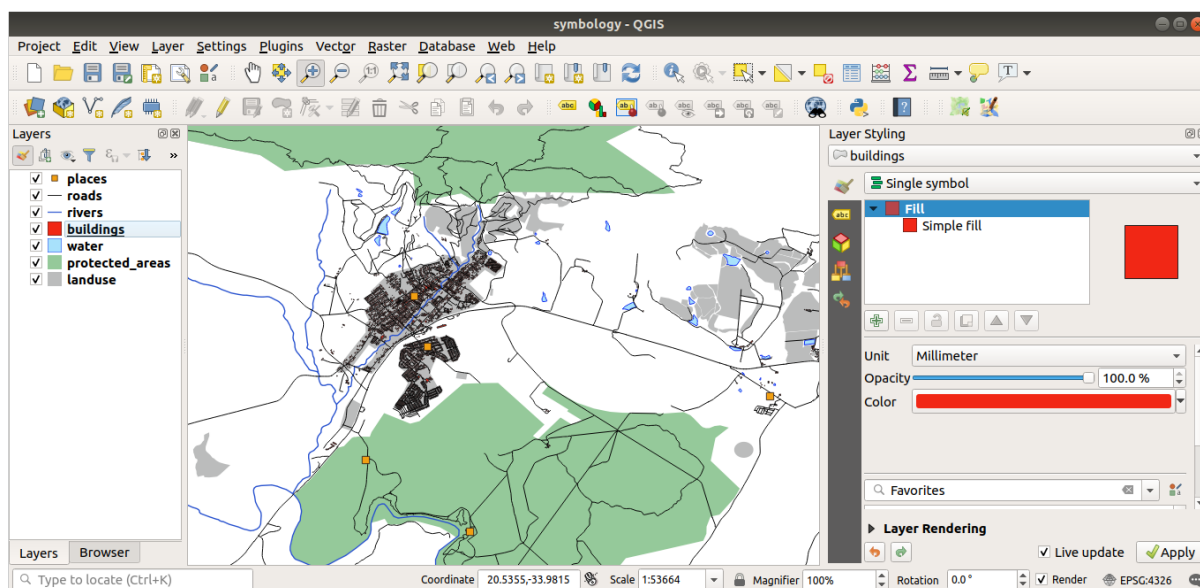 symbology - QGIS
Project Edit View Layer Settings Plugins Vector Raster Database Web Help
Layers
places
roads
rivers
buildings
water
protected_areas
landuse
Layers Browser
Layer Styling
buildings
Single symbol
Fill
Simple fill
Unit Millimeter
Opacity 100.0 %
Color
Favorites
Layer Rendering
Live update Apply
Type to locate (Ctrl+K) Coordinate 20.5355,-33.9815 Scale 1:53664 Magnifier 100% Rotation 0.0° Render EPSG:4326